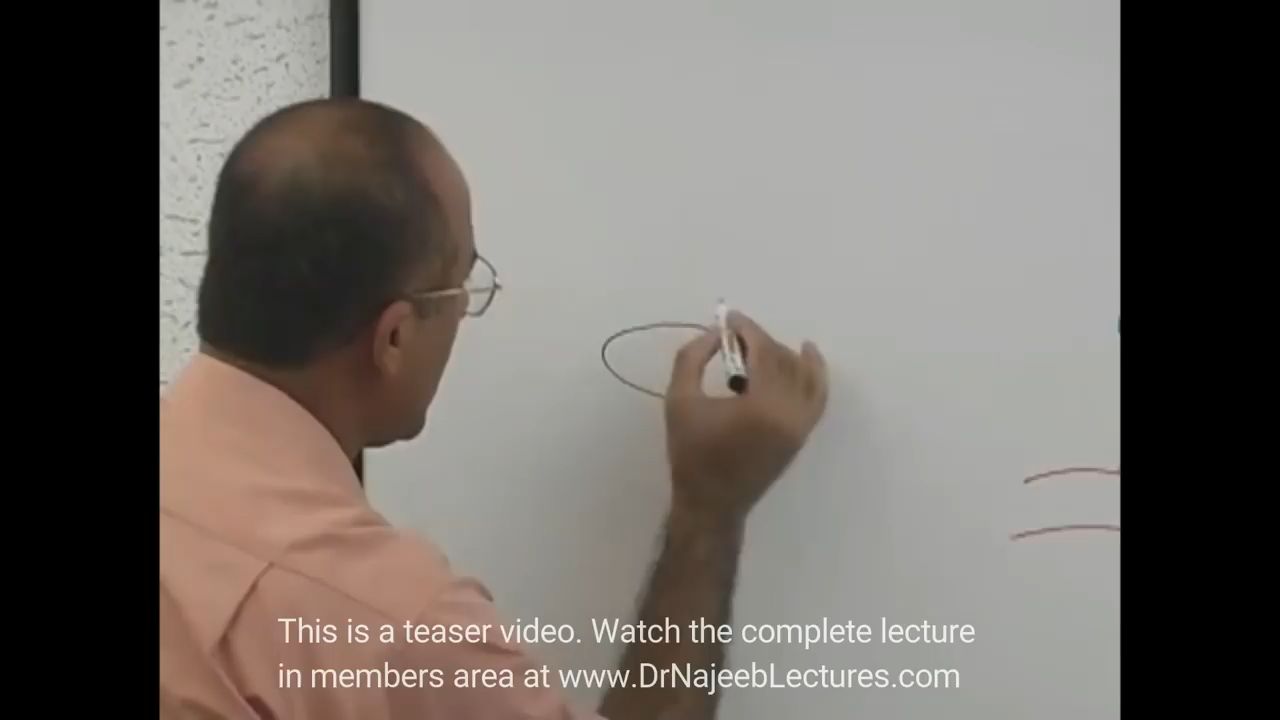 This is a teaser video. Watch the complete lecture
in members area at www.DrNajeebLectures.com